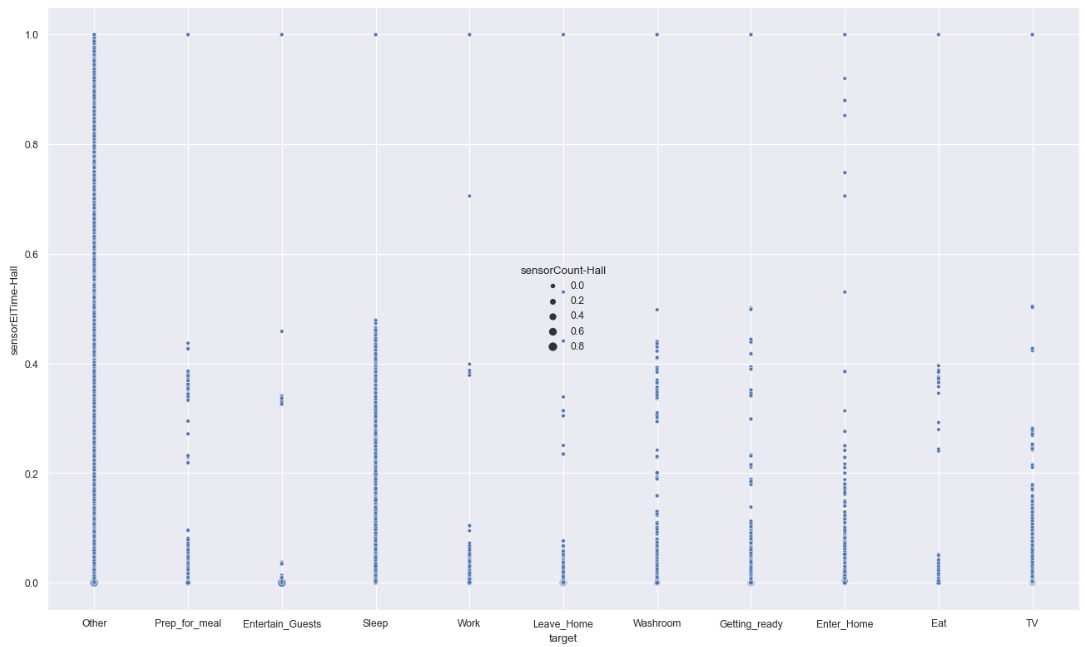 1.0
0.8
0.6
0.4
0.2
0.0
sensorElTime-Hall
sensorCount-Hall
0.0
0.2
0.4
0.6
0.8
Other Prep_for_meal Entertain_Guests Sleep Work Leave_Home Washroom Getting_ready Enter_Home Eat TV
target